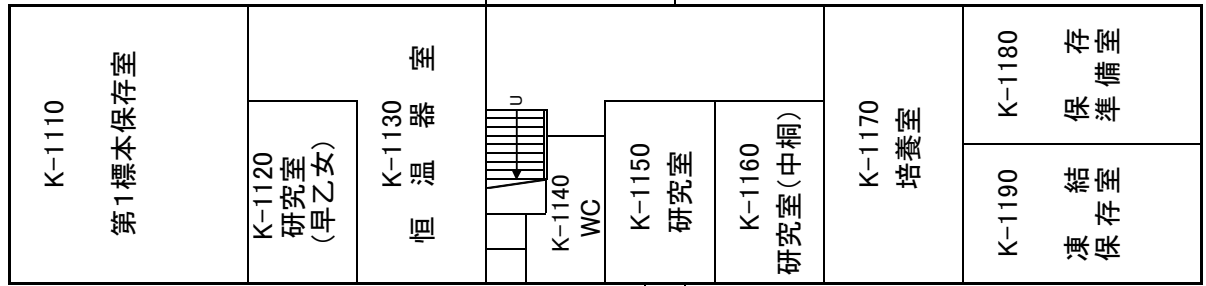 K-1110
第1標本保存室
K-1120
研究室
(早乙女)
K-1130
恒 温 器 室
U
K-1140
WC
K-1150
研究室
K-1160
研究室(中桐)
K-1170
培養室
K-1180
保 存
準備室
K-1190
凍 結
保存室